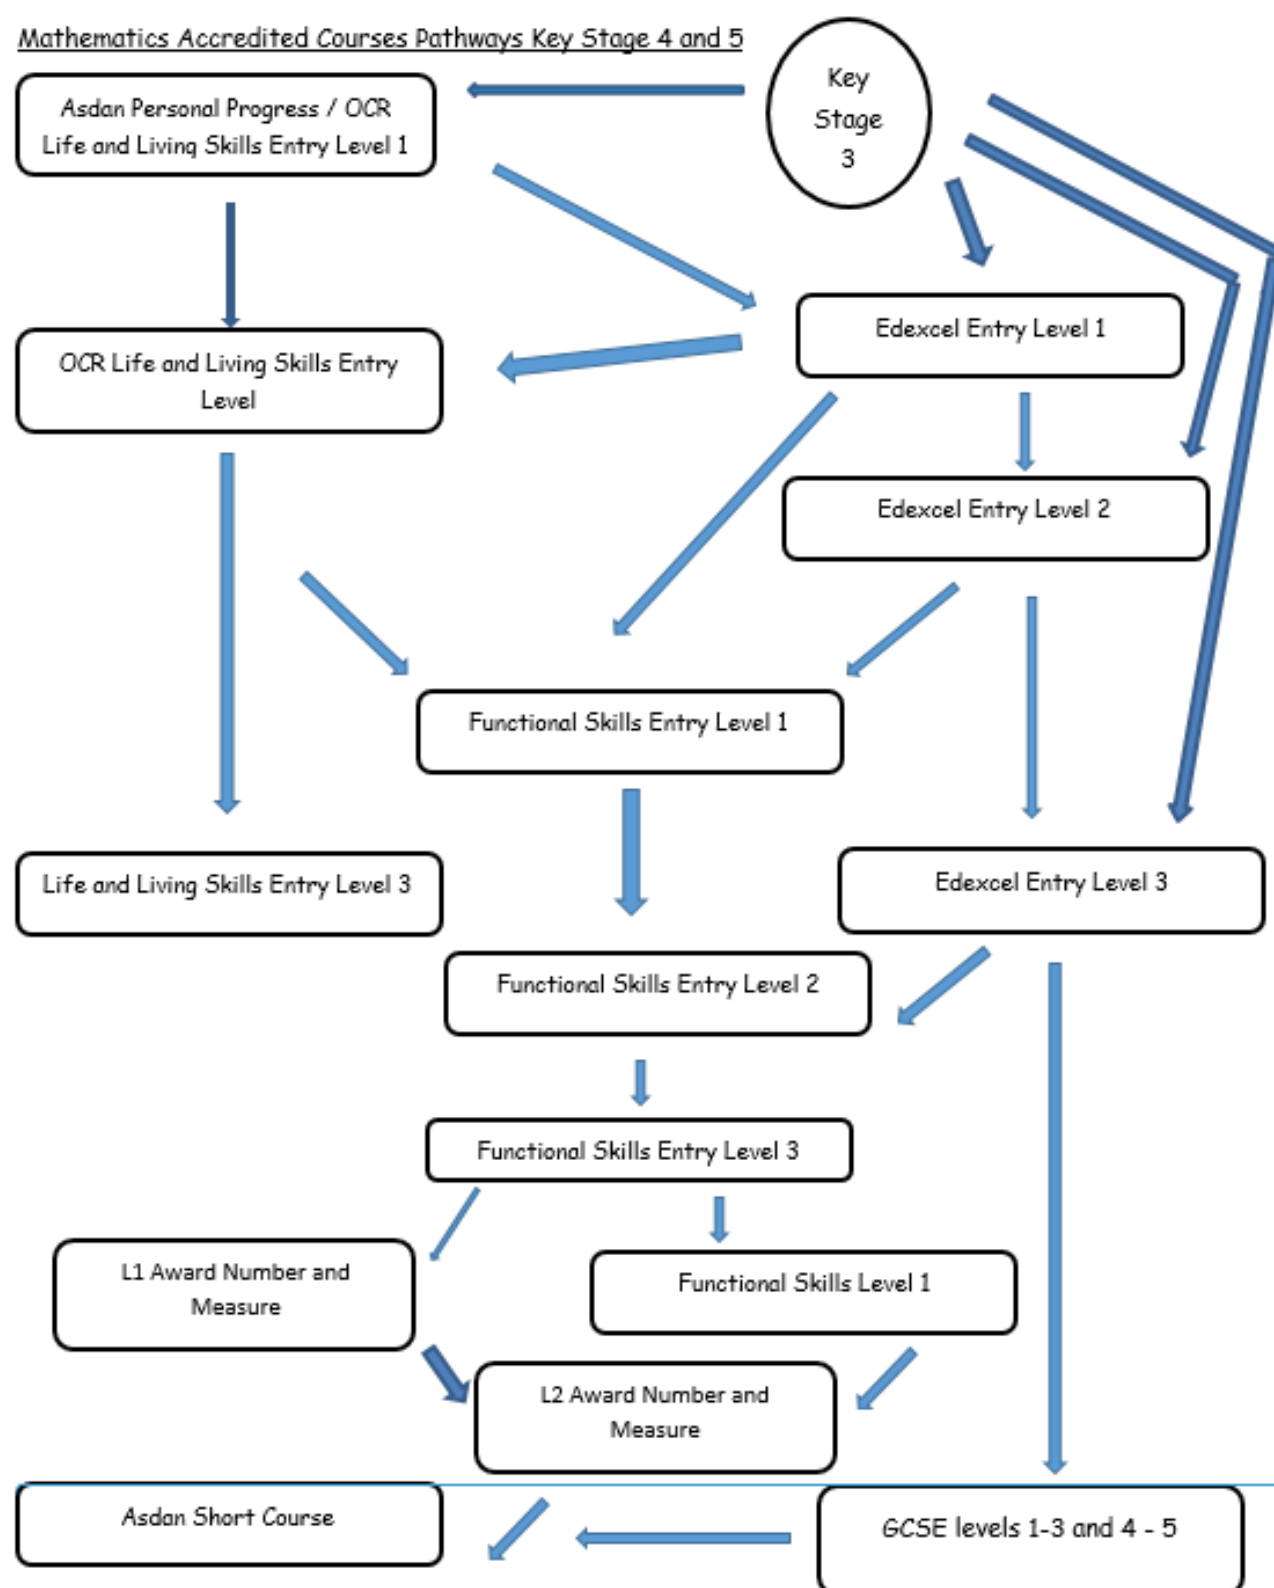 Mathematics Accredited Courses Pathways Key Stage 4 and 5
Key
Stage
3
Asdan Personal Progress / OCR
Life and Living Skills Entry Level 1
Edexcel Entry Level 1
OCR Life and Living Skills Entry
Level
Edexcel Entry Level 2
Functional Skills Entry Level 1
Life and Living Skills Entry Level 3
Edexcel Entry Level 3
Functional Skills Entry Level 2
Functional Skills Entry Level 3
L1 Award Number and
Measure
Functional Skills Level 1
L2 Award Number and
Measure
Asdan Short Course
GCSE levels 1-3 and 4 - 5